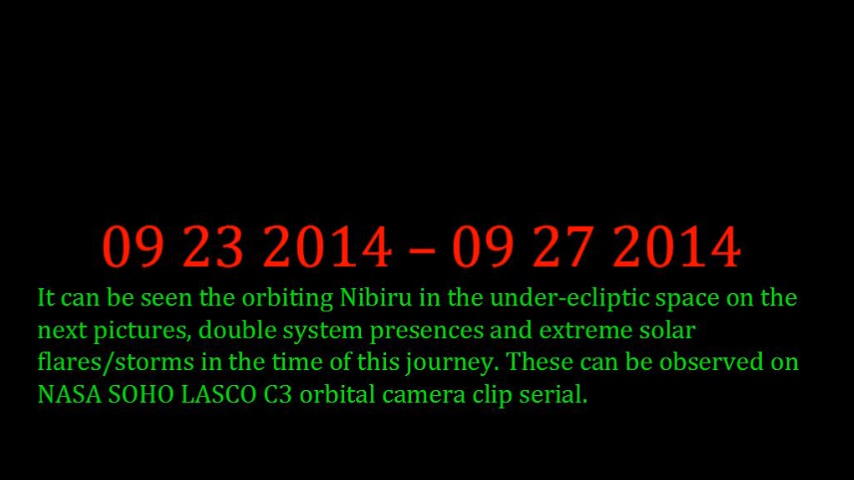 09 23 2014 – 09 27 2014
It can be seen the orbiting Nibiru in the under-ecliptic space on the
next pictures, double system presences and extreme solar
flares/storms in the time of this journey. These can be observed on
NASA SOHO LASCO C3 orbital camera clip serial.